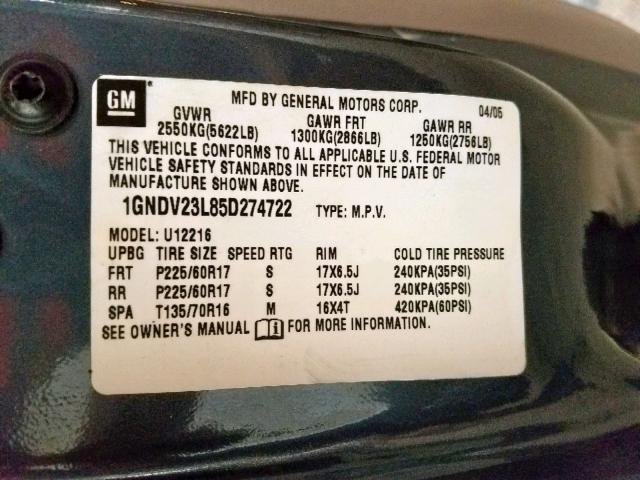 GM
MFD BY GENERAL MOTORS CORP. 04/05
GVWR GAWR FRT GAWR RR
2550KG(5622LB) 1300KG(2866LB) 1250KG(2756LB)
THIS VEHICLE CONFORMS TO ALL APPLICABLE U.S. FEDERAL MOTOR
VEHICLE SAFETY STANDARDS IN EFFECT ON THE DATE OF
MANUFACTURE SHOWN ABOVE.
1GNDV23L85D274722 TYPE: M.P.V.
MODEL: U12216
UPBG TIRE SIZE SPEED RTG RIM COLD TIRE PRESSURE
FRT P225/60R17 S 17X6.5J 240KPA(35PSI)
RR P225/60R17 S 17X6.5J 240KPA(35PSI)
SPA T135/70R16 M 16X4T 420KPA(60PSI)
SEE OWNER'S MANUAL i FOR MORE INFORMATION.